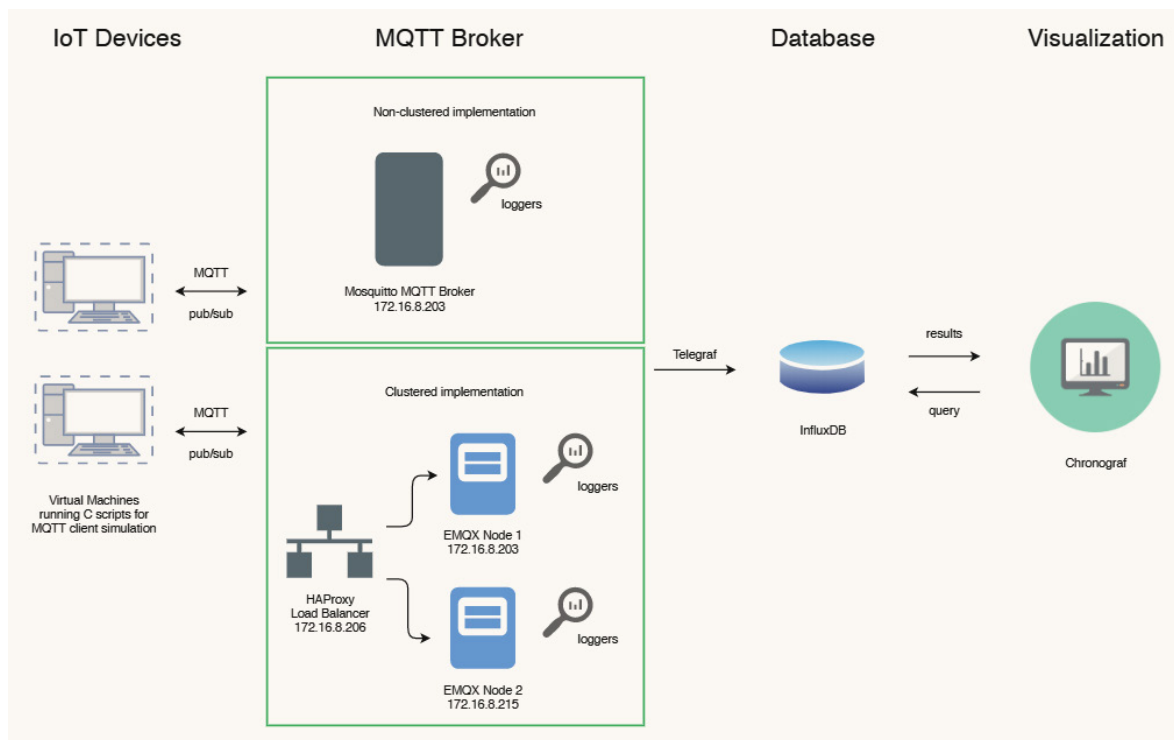 IoT Devices
MQTT Broker
Database
Visualization
Non-clustered implementation
loggers
Mosquitto MQTT Broker
172.16.8.203
MQTT
pub/sub
MQTT
pub/sub
Virtual Machines
running C scripts for
MQTT client simulation
Clustered implementation
HAProxy
Load Balancer
172.16.8.206
EMQX Node 1
172.16.8.203
loggers
EMQX Node 2
172.16.8.215
loggers
Telegraf
InfluxDB
results
query
Chronograf